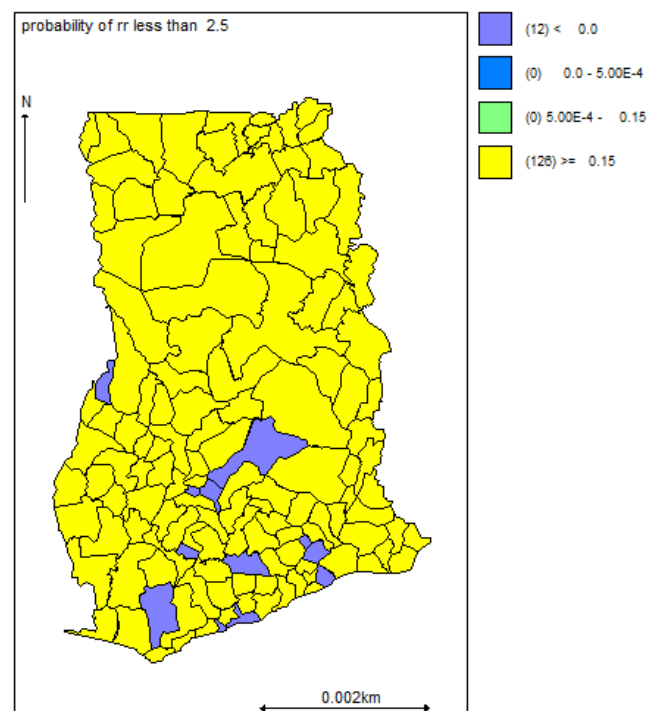 probability of rr less than 2.5
N
(12) < 0.0
(0) 0.0 - 5.00E-4
(0) 5.00E-4 - 0.15
(126) >= 0.15
0.002km